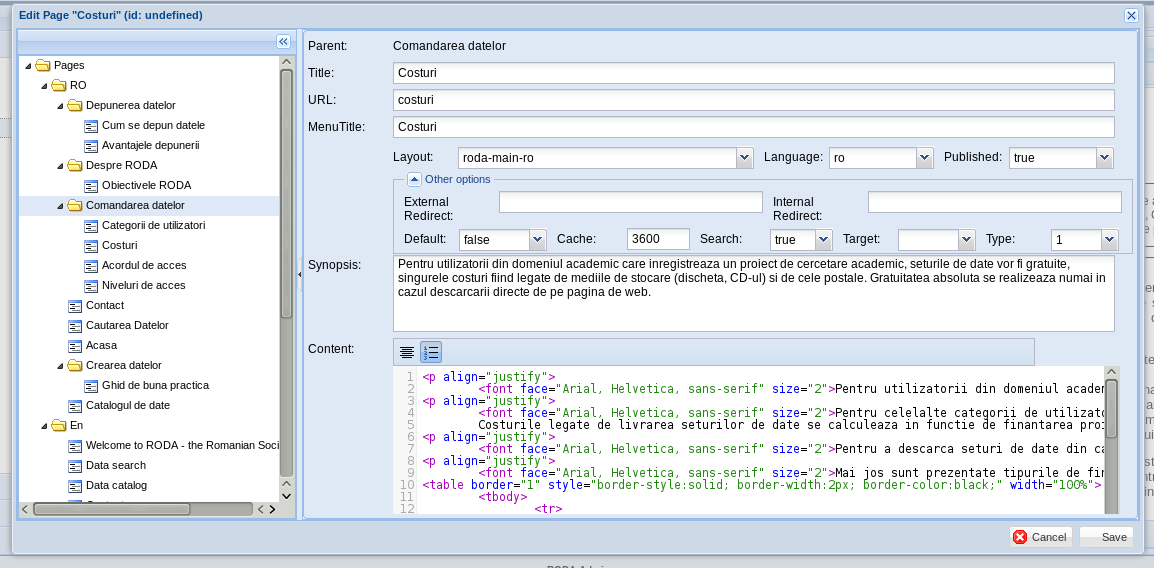 Edit Page "Costuri" (id: undefined)
Pages
RO
Depunerea datelor
Cum se depun datele
Avantajele depunerii
Despre RODA
Obiectivele RODA
Comandarea datelor
Categorii de utilizatori
Costuri
Acordul de acces
Niveluri de acces
Contact
Cautarea Datelor
Acasa
Crearea datelor
Ghid de buna practica
Catalogul de date
En
Welcome to RODA - the Romanian Soci
Data search
Data catalog
Parent: Comandarea datelor
Title: Costuri
URL: costuri
MenuTitle: Costuri
Layout: roda-main-ro Language: ro Published: true
Other options
External Redirect: Internal Redirect:
Default: false Cache: 3600 Search: true Target: Type: 1
Synopsis: Pentru utilizatorii din domeniul academic care inregistreaza un proiect de cercetare academic, seturile de date vor fi gratuite,
singurele costuri fiind legate de mediile de stocare (discheta, CD-ul) si de cele postale. Gratuitatea absoluta se realizeaza numai in
cazul descarcarii directe de pe pagina de web.
Content:
1 <p align="justify">
2 <font face="Arial, Helvetica, sans-serif" size="2">Pentru utilizatorii din domeniul academ
3 <p align="justify">
4 <font face="Arial, Helvetica, sans-serif" size="2">Pentru celelalte categorii de utilizato
5 Costurile legate de livrarea seturilor de date se calculeaza in functie de finantarea proi
6 <p align="justify">
7 <font face="Arial, Helvetica, sans-serif" size="2">Pentru a descarca seturi de date din ca
8 <p align="justify">
9 <font face="Arial, Helvetica, sans-serif" size="2">Mai jos sunt prezentate tipurile de fin
10 <table border="1" style="border-style:solid; border-width:2px; border-color:black;" width="100%">
11 <tbody>
12 <tr>
Cancel Save